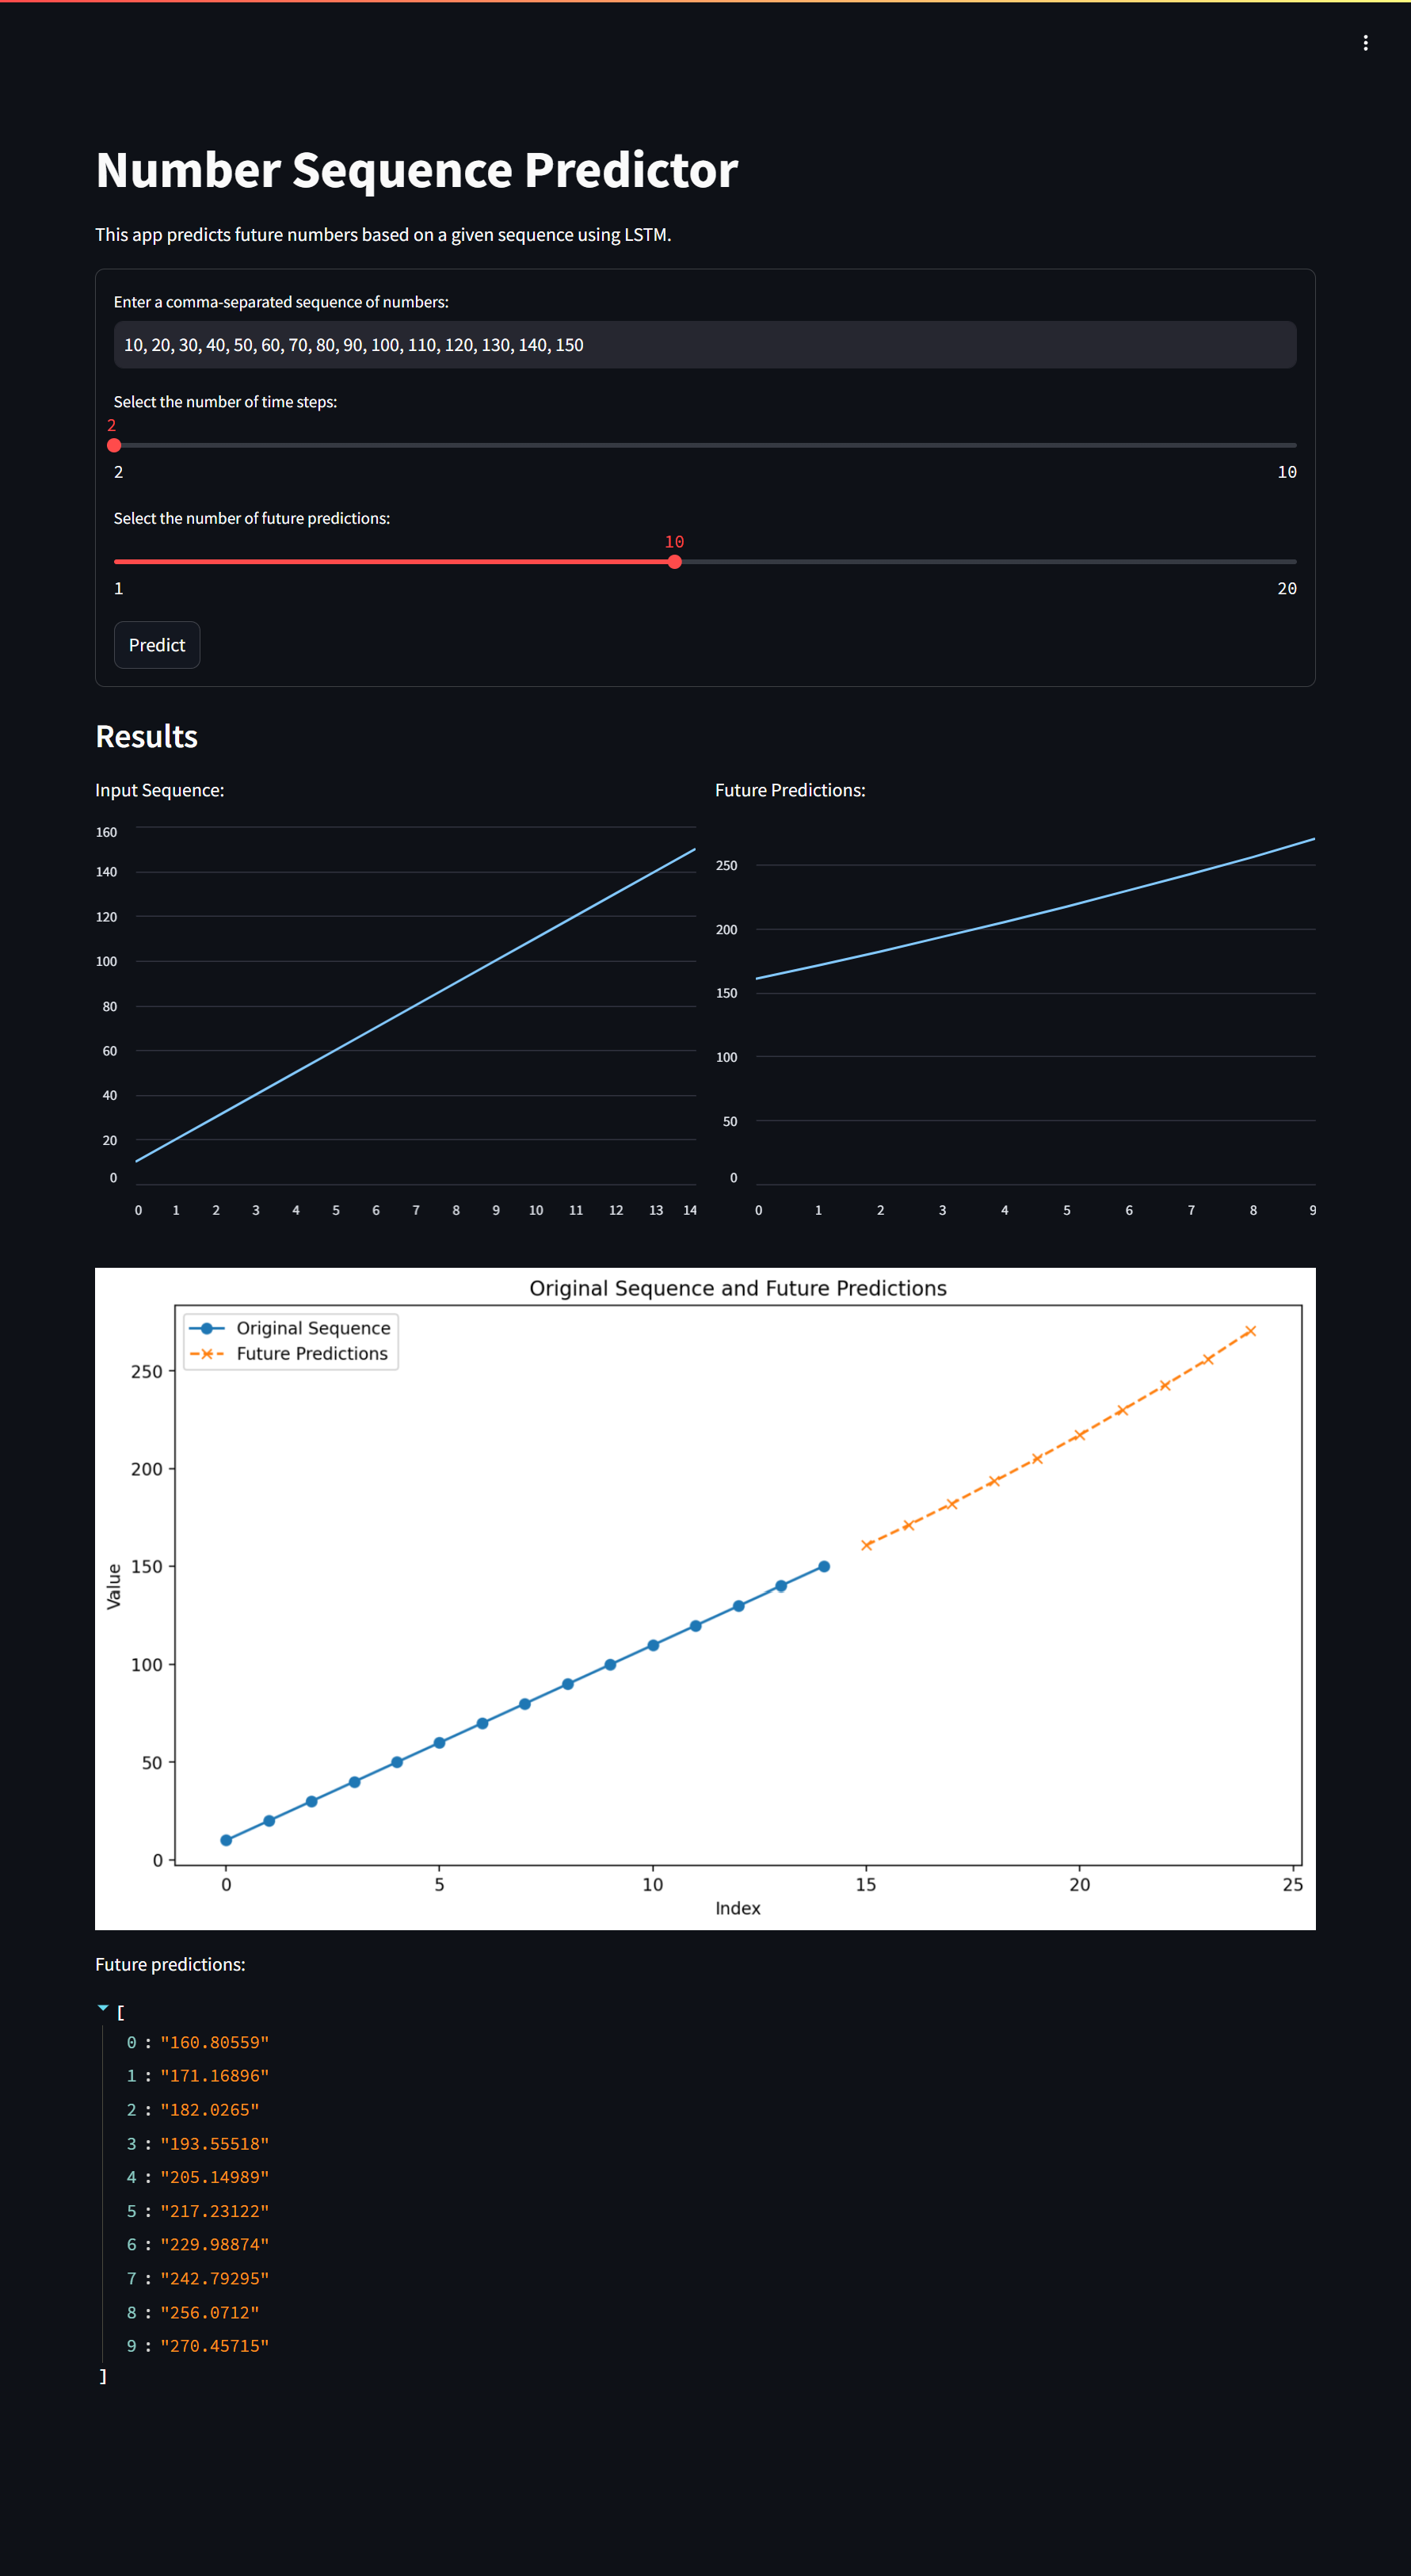 Number Sequence Predictor
This app predicts future numbers based on a given sequence using LSTM.
Enter a comma-separated sequence of numbers:
10, 20, 30, 40, 50, 60, 70, 80, 90, 100, 110, 120, 130, 140, 150
Select the number of time steps:
2
2 10
Select the number of future predictions:
10
1 20
Predict
Results
Input Sequence:
160
140
120
100
80
60
40
20
0
0 1 2 3 4 5 6 7 8 9 10 11 12 13 14
Future Predictions:
250
200
150
100
50
0
0 1 2 3 4 5 6 7 8 9
Original Sequence and Future Predictions
Original Sequence
Future Predictions
Value
250
200
150
100
50
0
0 5 10 15 20 25
Index
Future predictions:
[
0 : "160.80559"
1 : "171.16896"
2 : "182.0265"
3 : "193.55518"
4 : "205.14989"
5 : "217.23122"
6 : "229.98874"
7 : "242.79295"
8 : "256.0712"
9 : "270.45715"
]